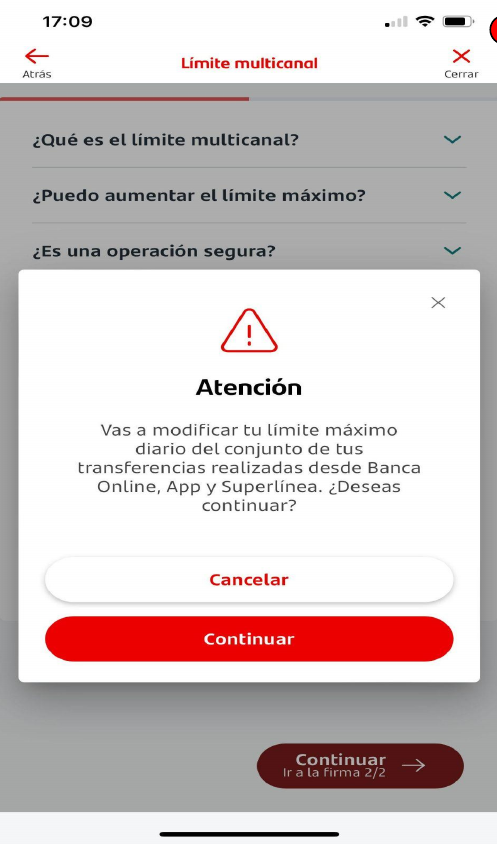 17:09
Atrás
Límite multicanal
Cerrar
¿Qué es el límite multicanal?
¿Puedo aumentar el límite máximo?
¿Es una operación segura?
Atención
Vas a modificar tu límite máximo
diario del conjunto de tus
transferencias realizadas desde Banca
Online, App y Superlínea. ¿Deseas
continuar?
Cancelar
Continuar
Continuar
Ir a la firma 2/2